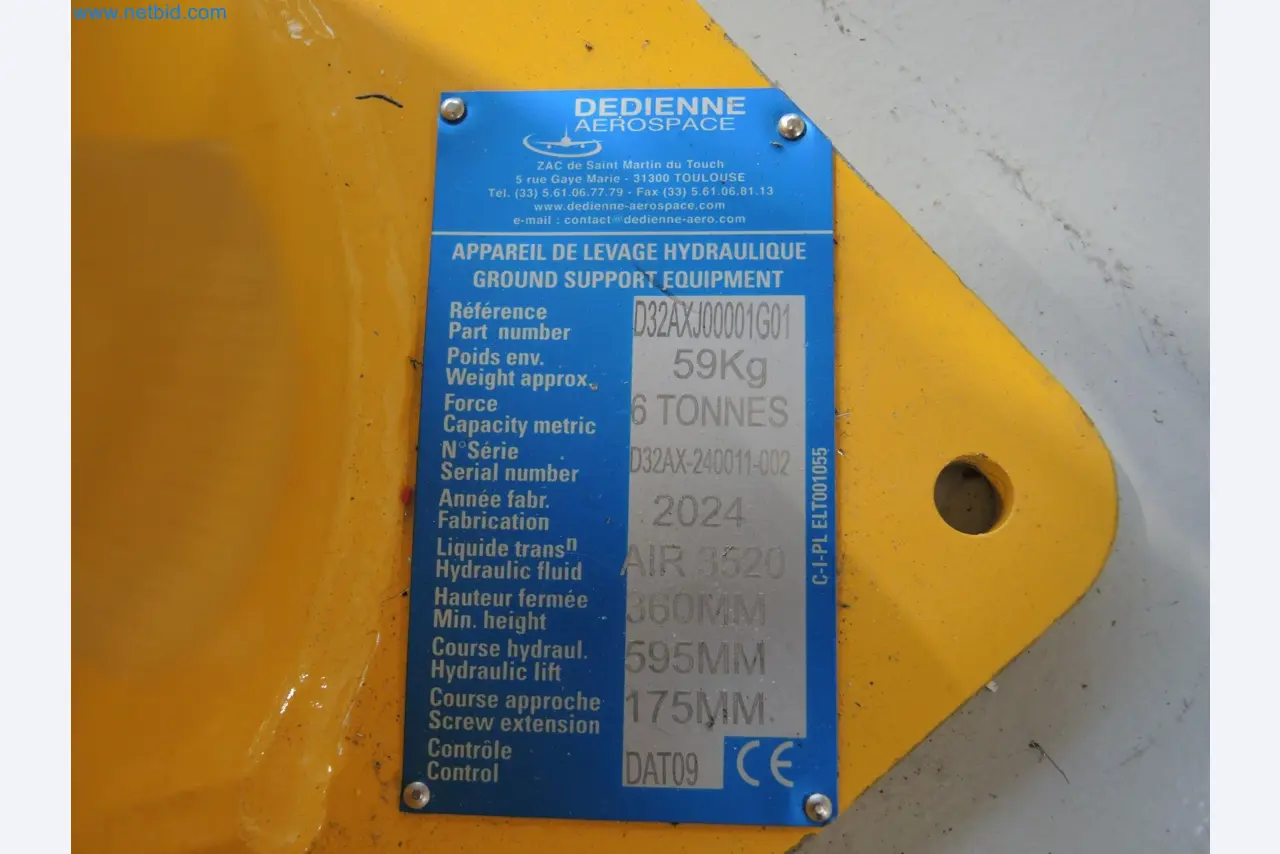 www.netbid.com
DEDIENNE
AEROSPACE
ZAC de Saint Martin du Touch
5 rue Gaye Marie - 31300 TOULOUSE
Tel. (33) 5.61.06.77.79 - Fax (33) 5.61.06.81.13
www.dedienne-aerospace.com
e-mail : contact@dedienne-aero.com
APPAREIL DE LEVAGE HYDRAULIQUE
GROUND SUPPORT EQUIPMENT
Référence
Part number D32AXJ00001G01
Poids env.
Weight approx. 59Kg
Force
Capacity metric 6 TONNES
N°Série
Serial number D32AX-240011-002
Année fabr.
Fabrication 2024
Liquide transⁿ
Hydraulic fluid AIR 3520
Hauteur fermée
Min. height 360MM
Course hydraul.
Hydraulic lift 595MM
Course approche
Screw extension 175MM.
Contrôle
Control DAT09
CE
C-I-PL ELT001055